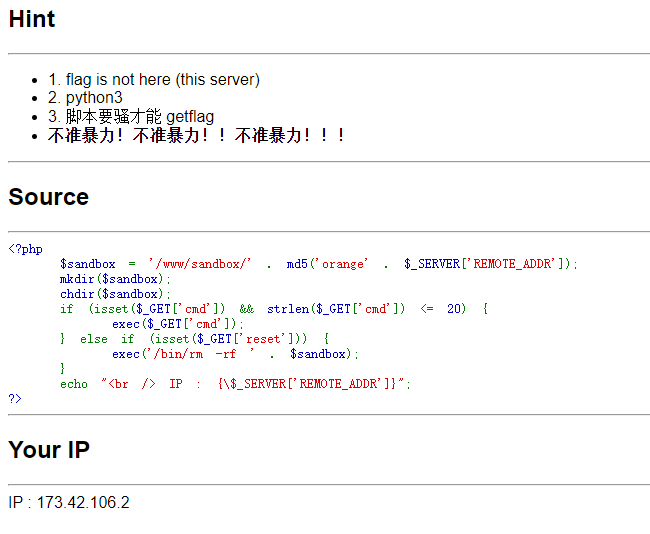 Hint
1. flag is not here (this server)
2. python3
3. 脚本要骚才能 getflag
不准暴力！不准暴力！！不准暴力！！！
Source
<?php
$sandbox = '/www/sandbox/' . md5('orange' . $_SERVER['REMOTE_ADDR']);
mkdir($sandbox);
chdir($sandbox);
if (isset($_GET['cmd']) && strlen($_GET['cmd']) <= 20) {
exec($_GET['cmd']);
} else if (isset($_GET['reset'])) {
exec('/bin/rm -rf ' . $sandbox);
}
echo "<br /> IP : {\$_SERVER['REMOTE_ADDR']}";
?>
Your IP
IP : 173.42.106.2